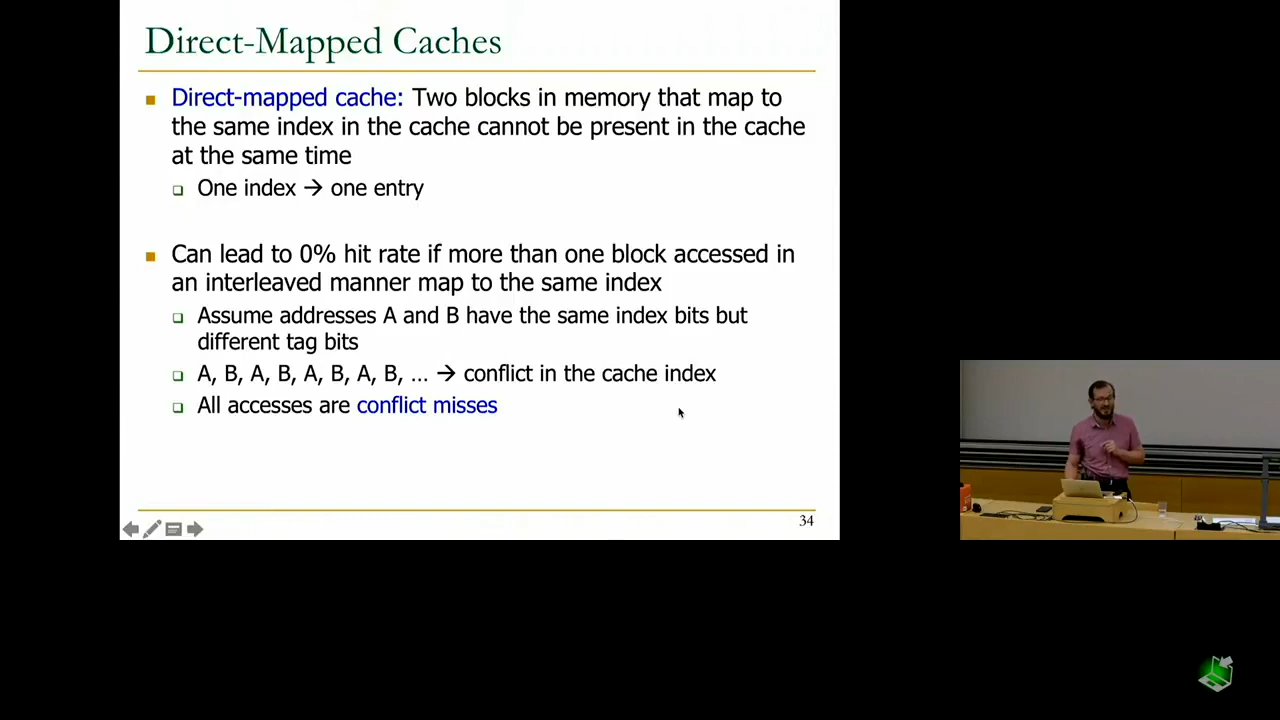 Direct-Mapped Caches
Direct-mapped cache: Two blocks in memory that map to
the same index in the cache cannot be present in the cache
at the same time
One index → one entry
Can lead to 0% hit rate if more than one block accessed in
an interleaved manner map to the same index
Assume addresses A and B have the same index bits but
different tag bits
A, B, A, B, A, B, A, B, … → conflict in the cache index
All accesses are conflict misses
34